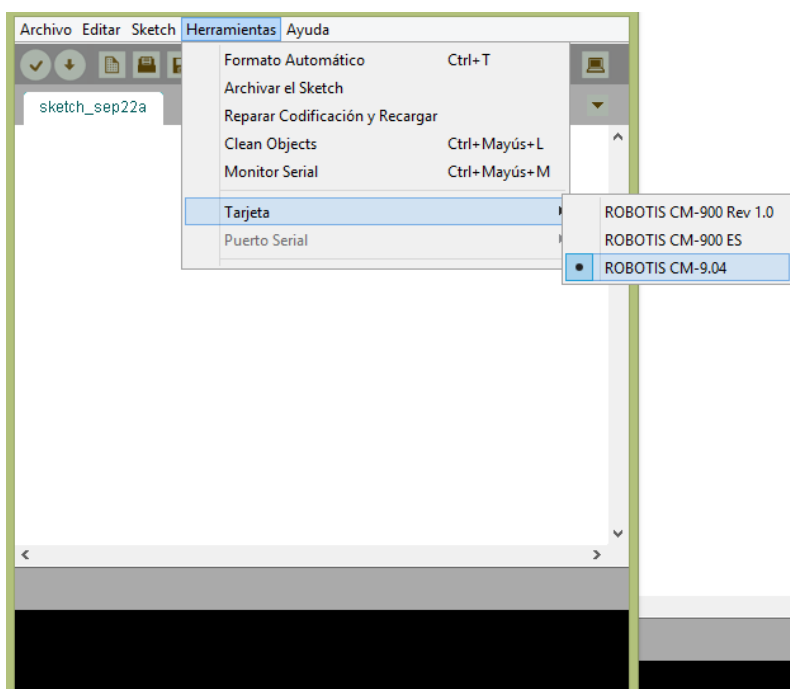 Archivo Editar Sketch Herramientas Ayuda
Formato Automático Ctrl+T
Archivar el Sketch
sketch_sep22a
Reparar Codificación y Recargar
Clean Objects Ctrl+Mayús+L
Monitor Serial Ctrl+Mayús+M
Tarjeta
Puerto Serial
ROBOTIS CM-900 Rev 1.0
ROBOTIS CM-900 ES
ROBOTIS CM-9.04